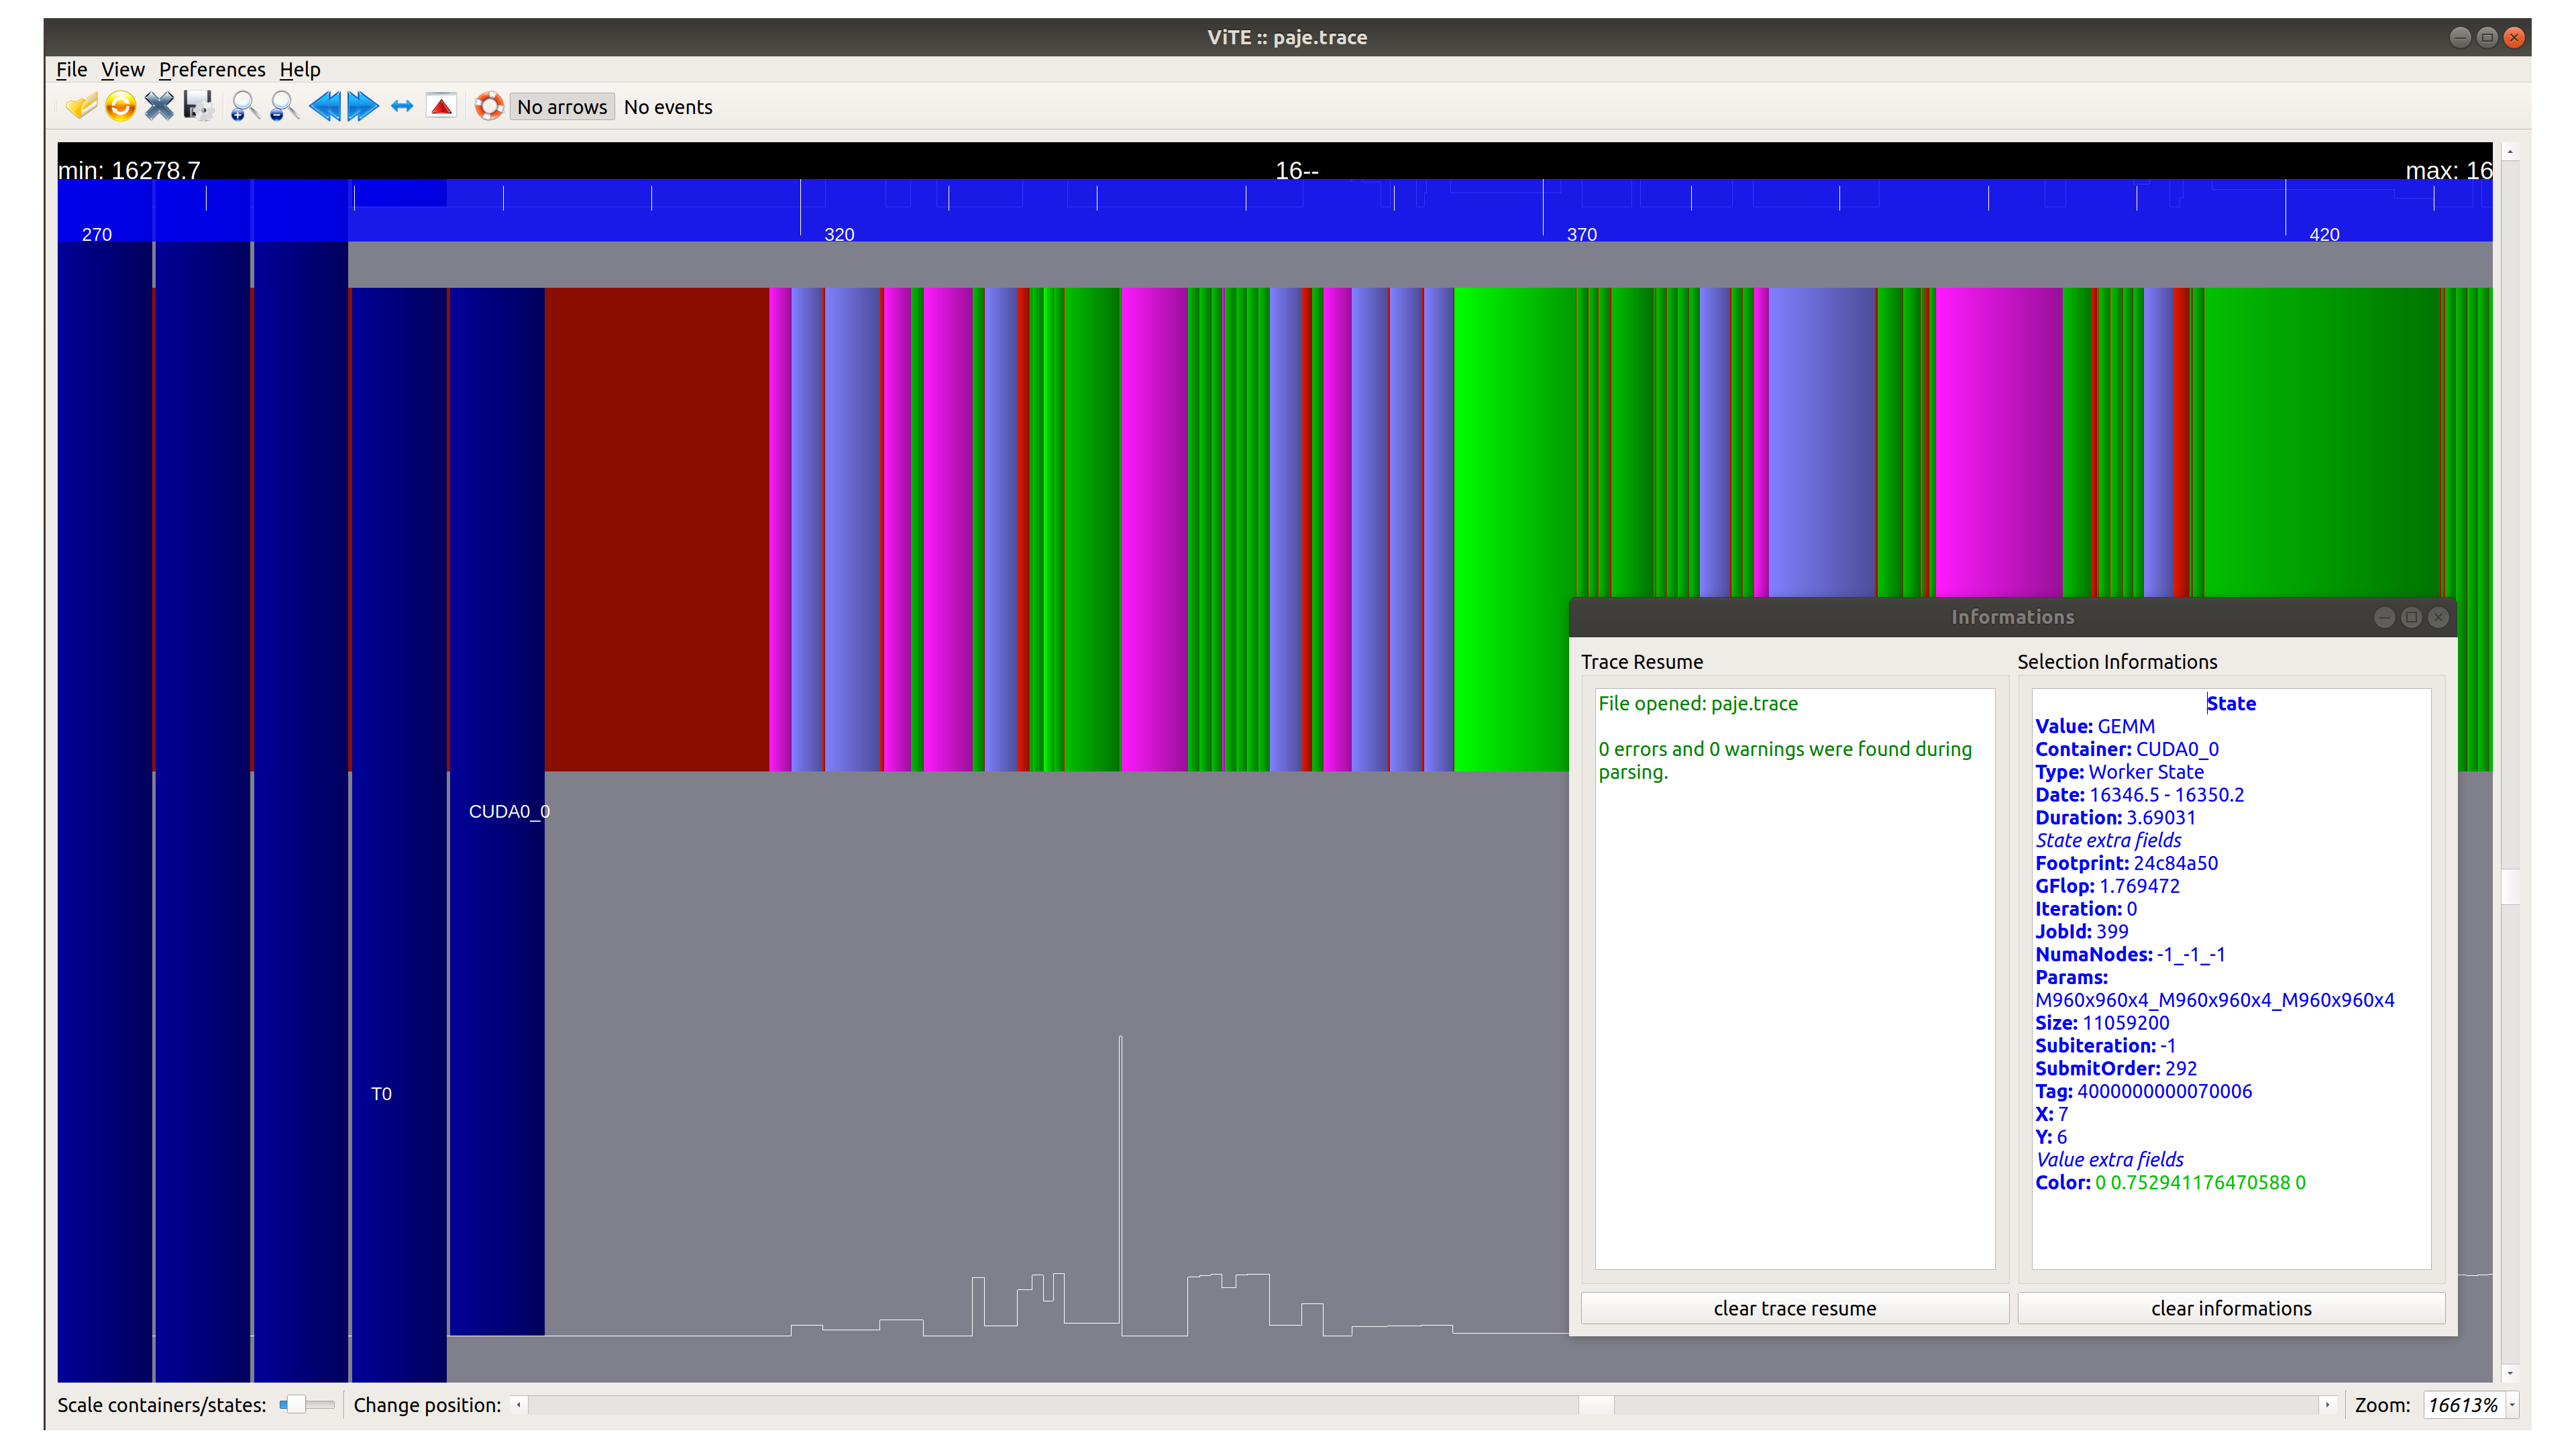 ViTE :: paje.trace
File View Preferences Help
No arrows No events
min: 16278.7 16-- max: 16
270 320 370 420
CUDA0_0
T0
Informations
Trace Resume
File opened: paje.trace
0 errors and 0 warnings were found during
parsing.
clear trace resume
Selection Informations
State
Value: GEMM
Container: CUDA0_0
Type: Worker State
Date: 16346.5 - 16350.2
Duration: 3.69031
State extra fields
Footprint: 24c84a50
GFlop: 1.769472
Iteration: 0
JobId: 399
NumaNodes: -1_-1_-1
Params:
M960x960x4_M960x960x4_M960x960x4
Size: 11059200
Subiteration: -1
SubmitOrder: 292
Tag: 4000000000070006
X: 7
Y: 6
Value extra fields
Color: 0 0.752941176470588 0
clear informations
Scale containers/states: Change position: Zoom: 16613%